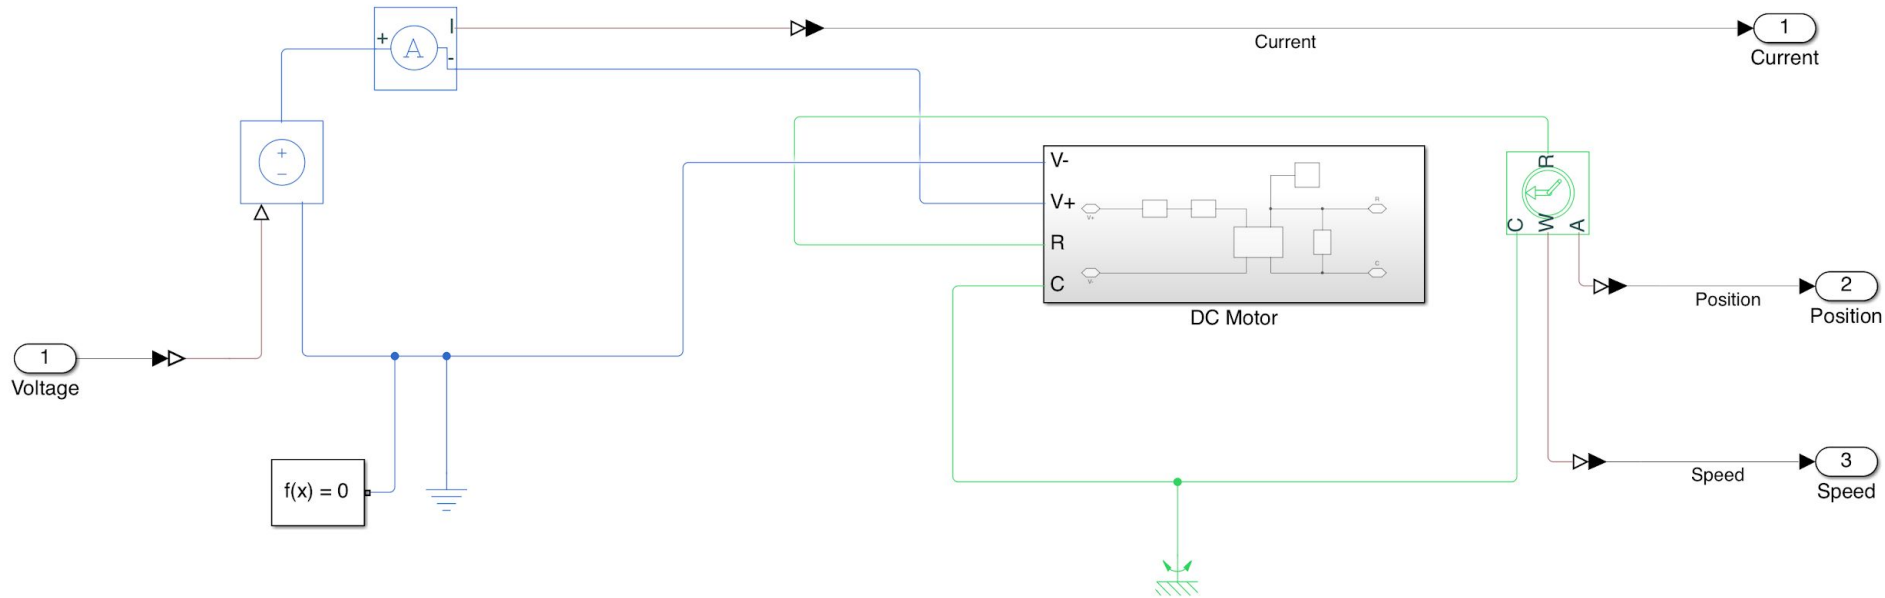 I
+
A
-
Current
1
Current
+
−
V-
V+
R
C
V+
V-
R
C
DC Motor
R
C
W
A
Position
2
Position
1
Voltage
f(x) = 0
Speed
3
Speed